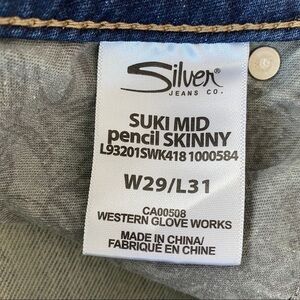 Silver®
JEANS CO.
SUKI MID
pencil SKINNY
L93201SWK418 1000584
W29/L31
CA00508
WESTERN GLOVE WORKS
MADE IN CHINA/
FABRIQUÉ EN CHINE